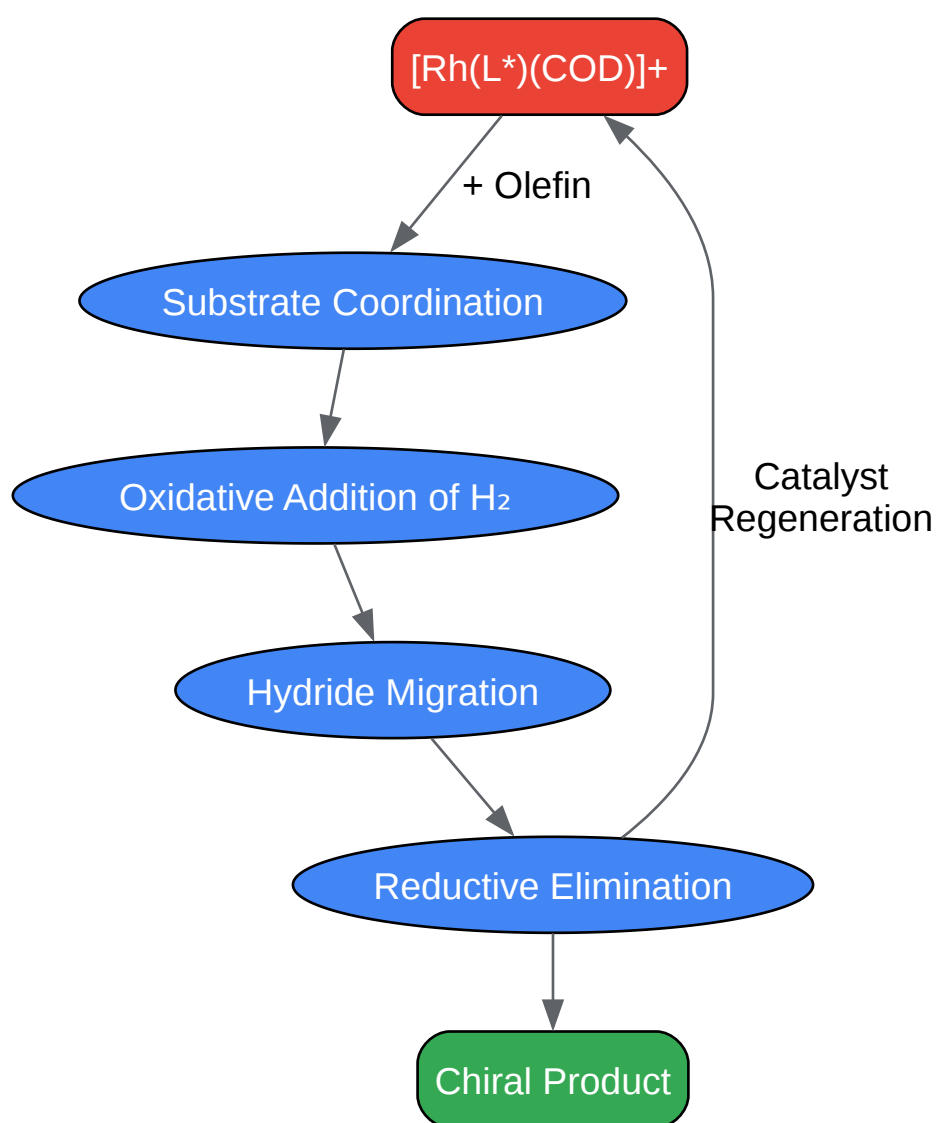 [Rh(L*)(COD)]+
+ Olefin
Substrate Coordination
Oxidative Addition of H₂
Catalyst
Regeneration
Hydride Migration
Reductive Elimination
Chiral Product